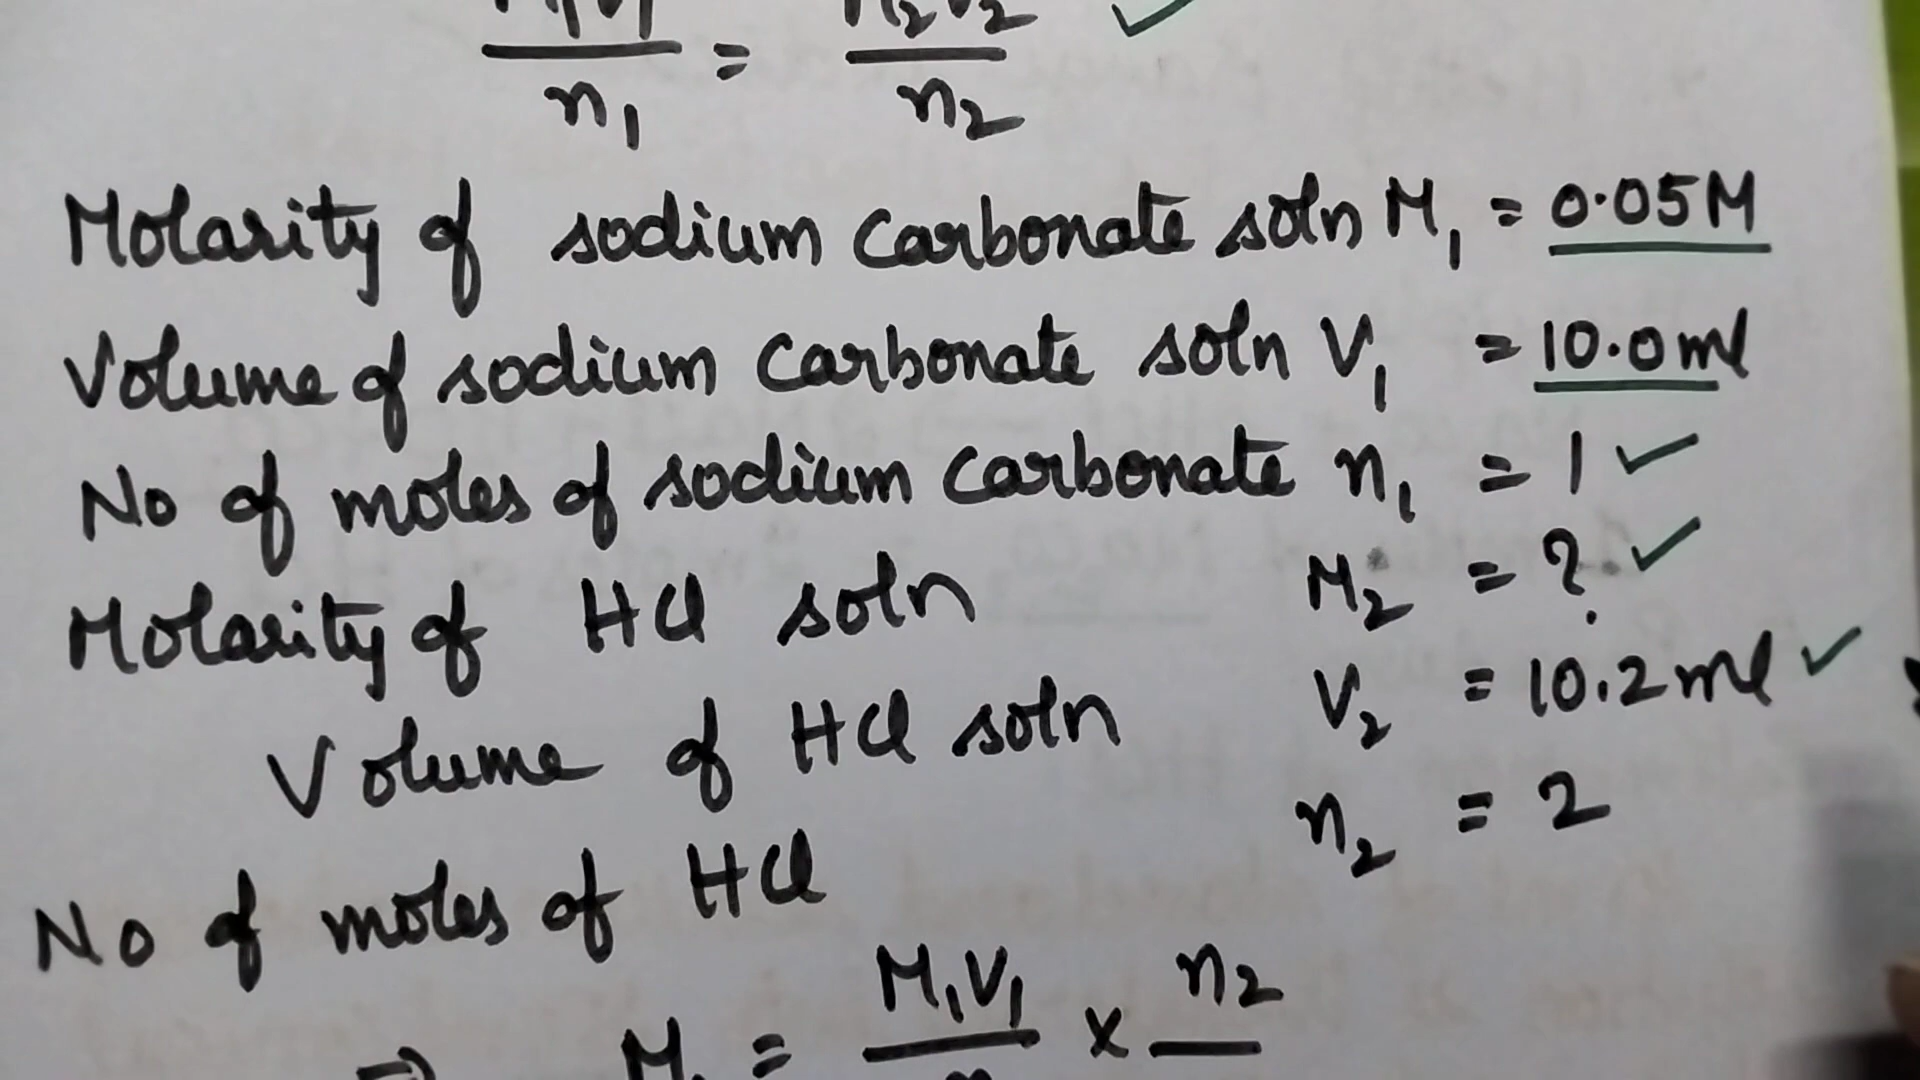 M1V1 = M2V2
n1 n2
Molarity of sodium carbonate soln M1 = 0.05M
Volume of sodium carbonate soln V1 = 10.0ml
No of moles of sodium carbonate n1 = 1
Molarity of HCl soln M2 = ?
Volume of HCl soln V2 = 10.2ml
No of moles of HCl n2 = 2
⇒ M = M1V1 × n2